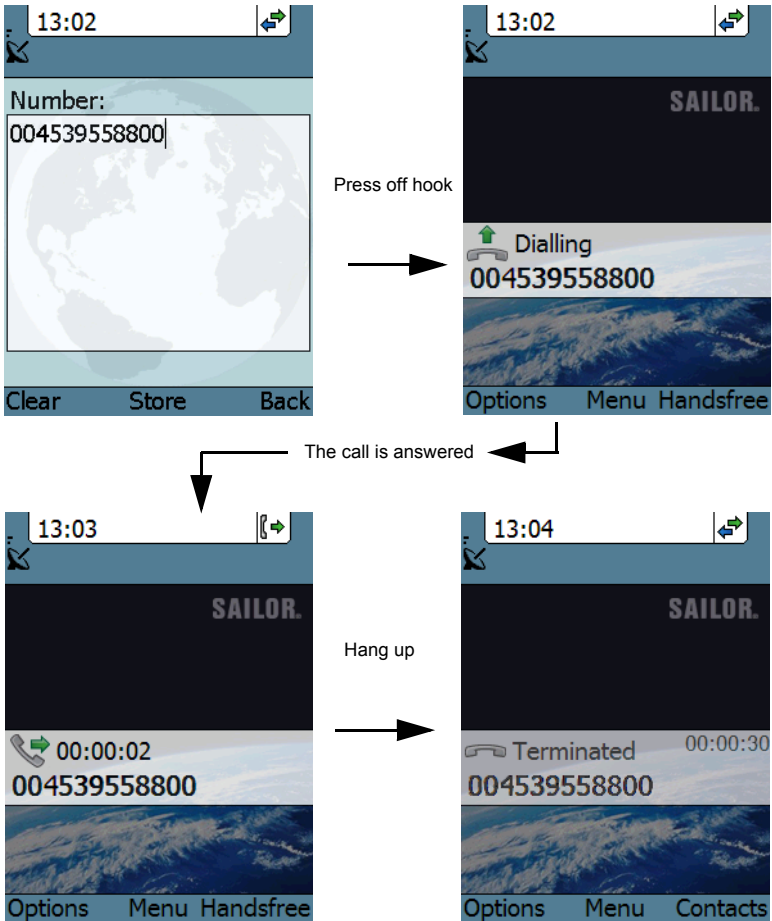 13:02
Number:
004539558800
Clear Store Back
Press off hook
13:02
SAILOR.
Dialling
004539558800
Options Menu Handsfree
The call is answered
13:03
SAILOR.
00:00:02
004539558800
Options Menu Handsfree
Hang up
13:04
SAILOR.
Terminated 00:00:30
004539558800
Options Menu Contacts